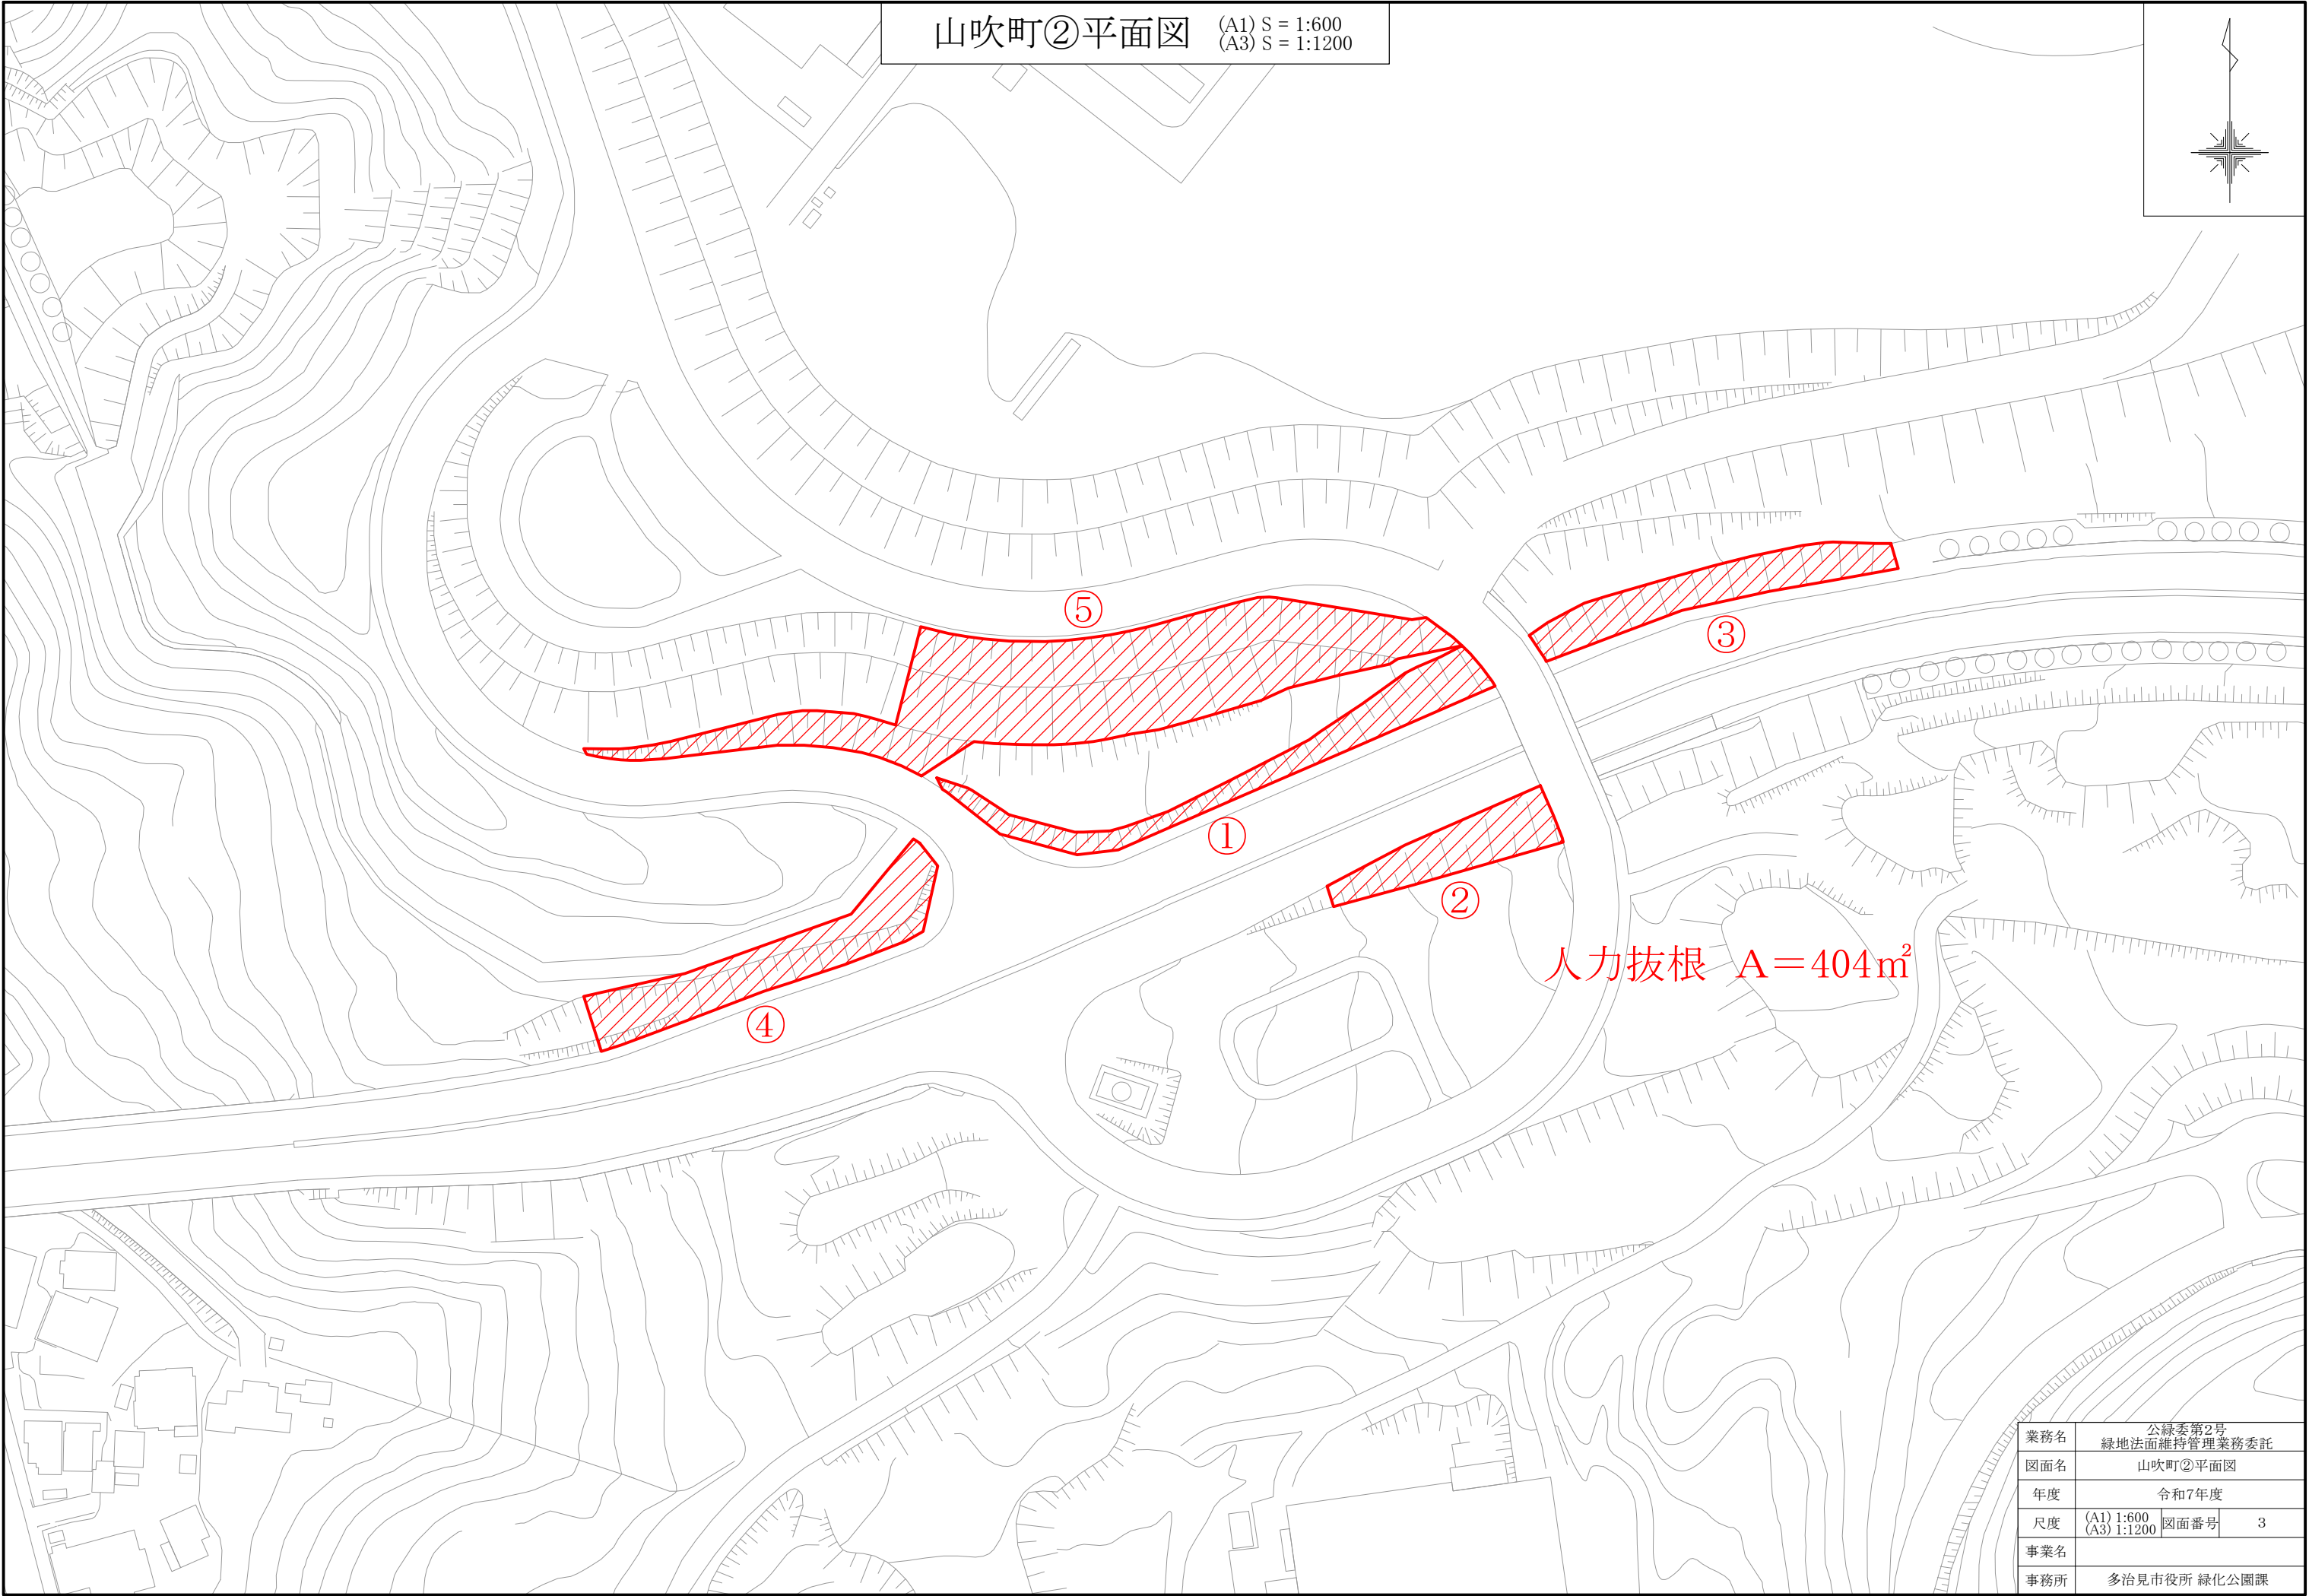 山吹町②平面図
(A1) S = 1:600
(A3) S = 1:1200
⑤
③
①
②
人力抜根 A=404㎡
④
業務名 公緑委第2号
緑地法面維持管理業務委託
図面名 山吹町②平面図
年度 令和7年度
尺度 (A1) 1:600
(A3) 1:1200 図面番号 3
事業名
事務所 多治見市役所 緑化公園課